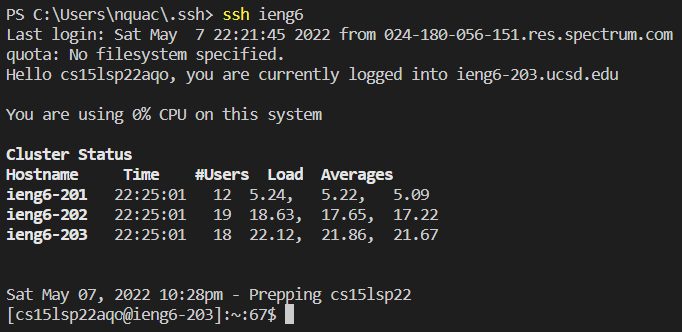 PS C:\Users\nquac\.ssh> ssh ieng6
Last login: Sat May  7 22:21:45 2022 from 024-180-056-151.res.spectrum.com
quota: No filesystem specified.
Hello cs15lsp22aqo, you are currently logged into ieng6-203.ucsd.edu
You are using 0% CPU on this system
Cluster Status
Hostname     Time    #Users  Load  Averages
ieng6-201   22:25:01   12  5.24,   5.22,   5.09
ieng6-202   22:25:01   19  18.63,  17.65,  17.22
ieng6-203   22:25:01   18  22.12,  21.86,  21.67
Sat May 07, 2022 10:28pm - Prepping cs15lsp22
[cs15lsp22aqo@ieng6-203]:~:67$